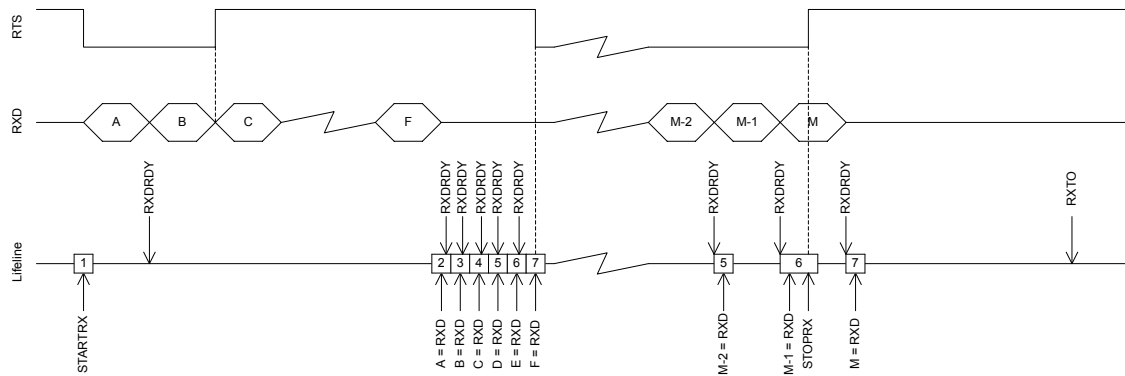 RTS
RXD
A B C F M-2 M-1 M
RXDRDY RXDRDY RXDRDY RXDRDY RXDRDY RXDRDY RXDRDY RXDRDY RXDRDY RXTO
Lifeline
1 2 3 4 5 6 7 5 6 7
STARTRX A = RXD B = RXD C = RXD D = RXD E = RXD F = RXD M-2 = RXD M-1 = RXD STOPRX M = RXD